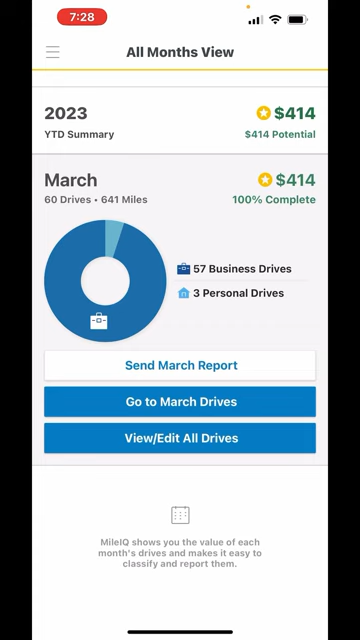 7:28
All Months View
2023
$414
YTD Summary
$414 Potential
March
$414
60 Drives • 641 Miles
100% Complete
57 Business Drives
3 Personal Drives
Send March Report
Go to March Drives
View/Edit All Drives
MileIQ shows you the value of each
month's drives and makes it easy to
classify and report them.